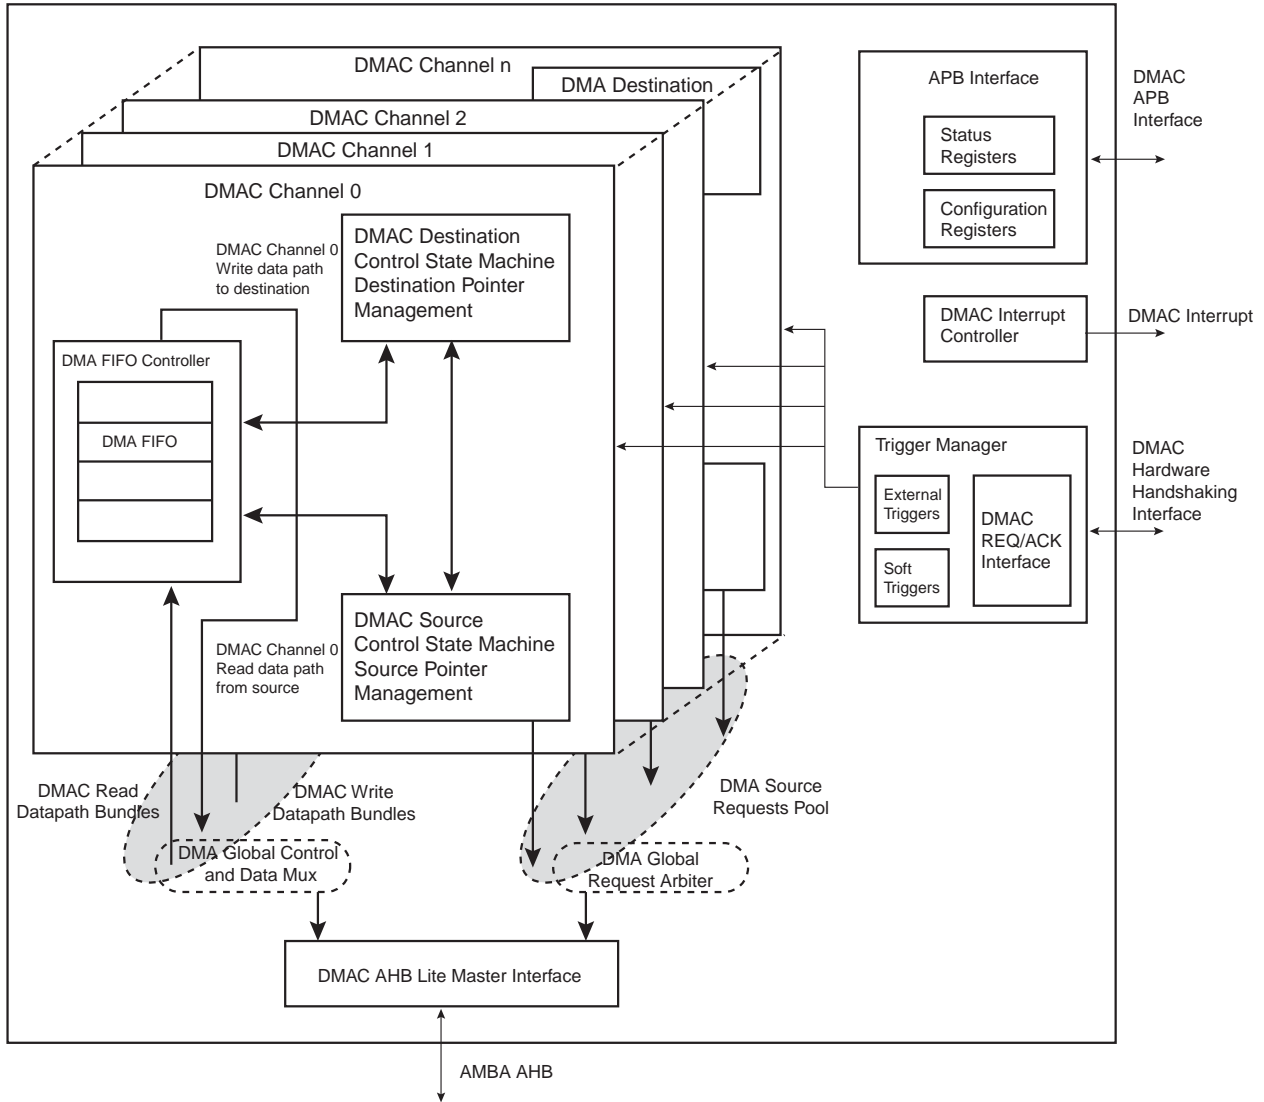 DMAC Channel n
DMA Destination
DMAC Channel 2
DMAC Channel 1
DMAC Channel 0
DMAC Destination
Control State Machine
Destination Pointer
Management
DMAC Channel 0
Write data path
to destination
DMA FIFO Controller
DMA FIFO
DMAC Source
Control State Machine
Source Pointer
Management
DMAC Channel 0
Read data path
from source
APB Interface
Status
Registers
Configuration
Registers
DMAC
APB
Interface
DMAC Interrupt
Controller
DMAC Interrupt
Trigger Manager
External
Triggers
Soft
Triggers
DMAC
REQ/ACK
Interface
DMAC
Hardware
Handshaking
Interface
DMAC Read
Datapath Bundles
DMAC Write
Datapath Bundles
DMA Source
Requests Pool
DMA Global Control
and Data Mux
DMA Global
Request Arbiter
DMAC AHB Lite Master Interface
AMBA AHB